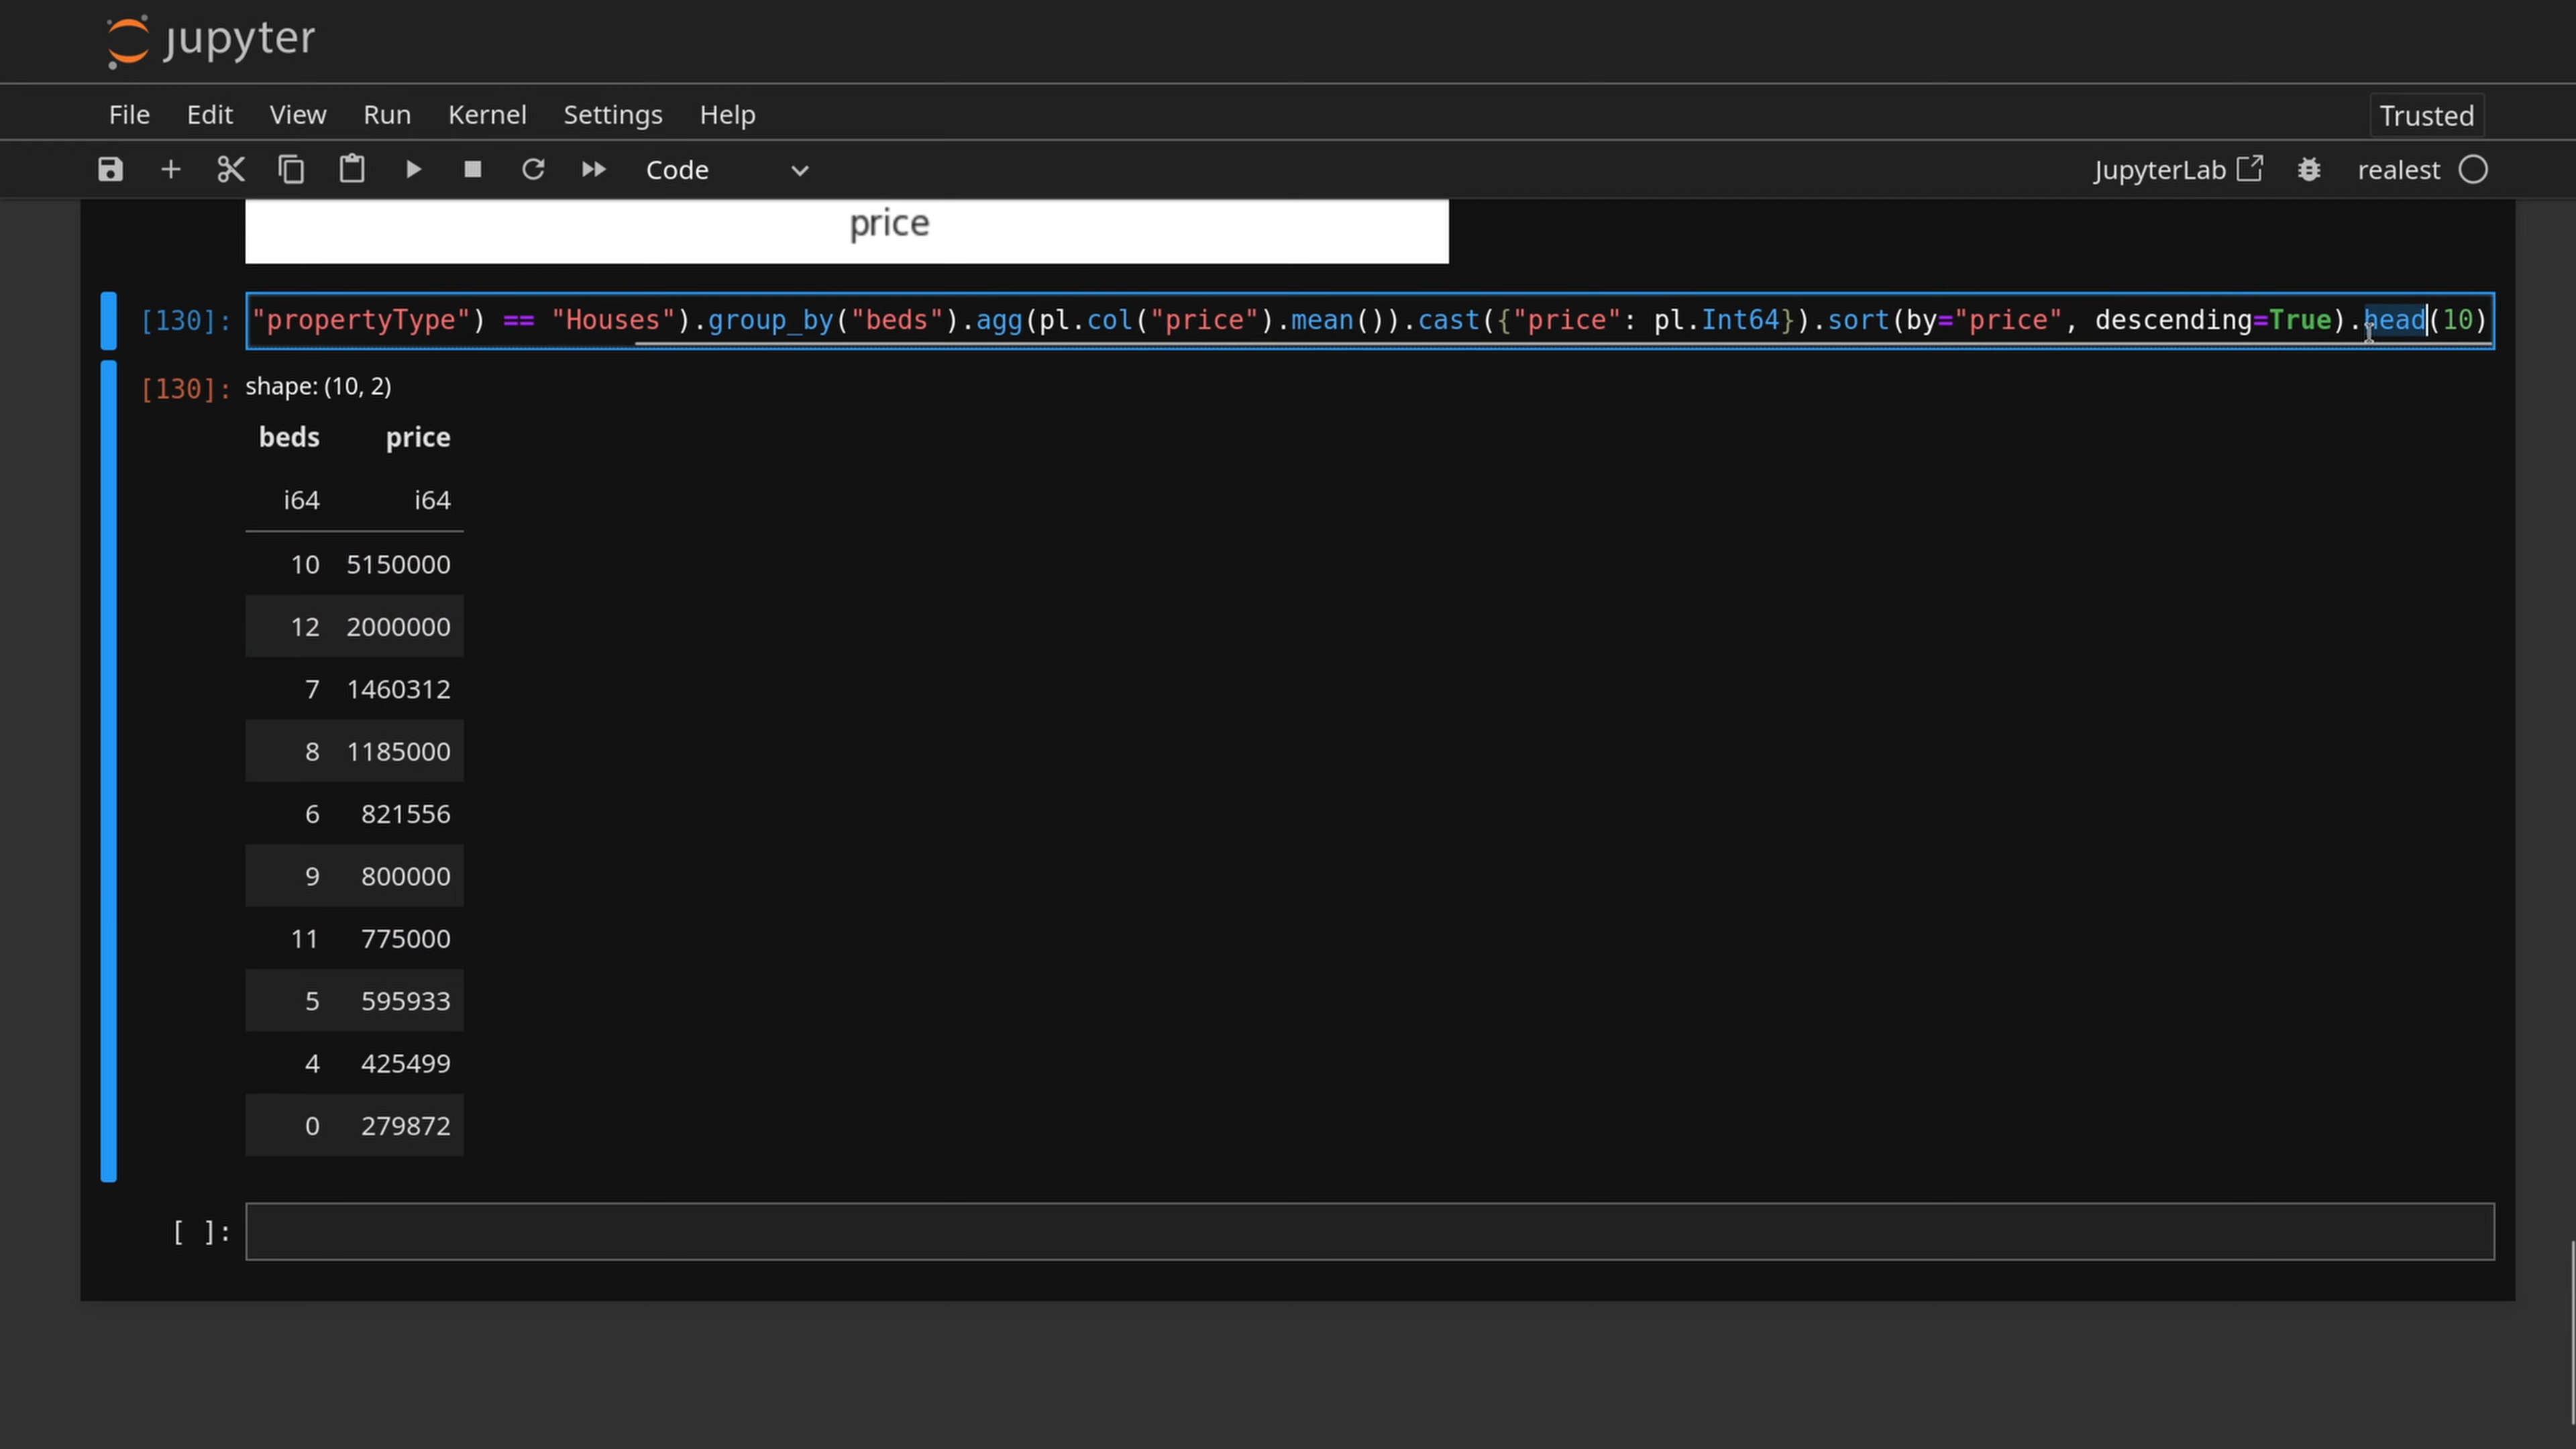 jupyter
File Edit View Run Kernel Settings Help Trusted
Code JupyterLab realest
price
[130]: "propertyType") == "Houses").group_by("beds").agg(pl.col("price").mean()).cast({"price": pl.Int64}).sort(by="price", descending=True).head(10)
[130]: shape: (10, 2)
beds price
i64 i64
10 5150000
12 2000000
7 1460312
8 1185000
6 821556
9 800000
11 775000
5 595933
4 425499
0 279872
[ ]: